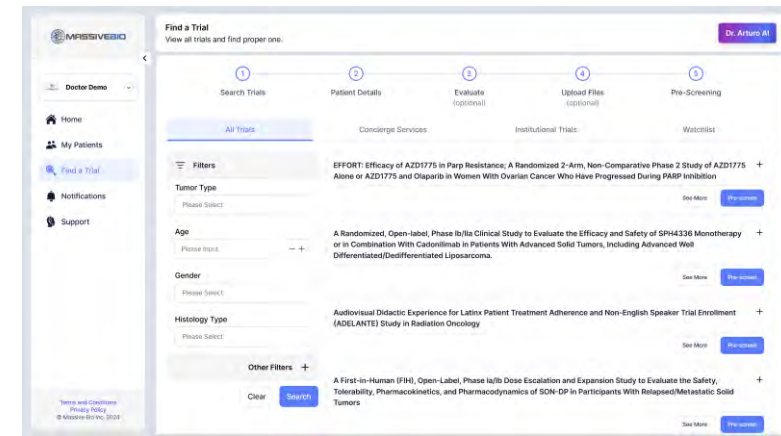 MASSIVEBIO
Doctor Demo
Home
My Patients
Find a Trial
Notifications
Support
Terms and Conditions
Privacy Policy
© Massive Bio Inc. 2024
Find a Trial
View all trials and find proper one.
Dr. Arturo AI
1
2
3
4
5
Search Trials
Patient Details
Evaluate
(optional)
Upload Files
(optional)
Pre-Screening
All Trials
Concierge Services
Institutional Trials
Watchlist
Filters
Tumor Type
Please Select
Age
Please Input
- +
Gender
Please Select
Histology Type
Please Select
Other Filters +
Clear
Search
EFFORT: Efficacy of AZD1775 in Parp Resistance; A Randomized 2-Arm, Non-Comparative Phase 2 Study of AZD1775 +
Alone or AZD1775 and Olaparib in Women With Ovarian Cancer Who Have Progressed During PARP Inhibition
See More
Pre-screen
A Randomized, Open-label, Phase Ib/IIa Clinical Study to Evaluate the Efficacy and Safety of SPH4336 Monotherapy +
or in Combination With Cadonilimab in Patients With Advanced Solid Tumors, Including Advanced Well
Differentiated/Dedifferentiated Liposarcoma.
See More
Pre-screen
Audiovisual Didactic Experience for Latinx Patient Treatment Adherence and Non-English Speaker Trial Enrollment +
(ADELANTE) Study in Radiation Oncology
See More
Pre-screen
A First-in-Human (FIH), Open-Label, Phase Ia/Ib Dose Escalation and Expansion Study to Evaluate the Safety, +
Tolerability, Pharmacokinetics, and Pharmacodynamics of SON-DP in Participants With Relapsed/Metastatic Solid
Tumors
See More
Pre-screen